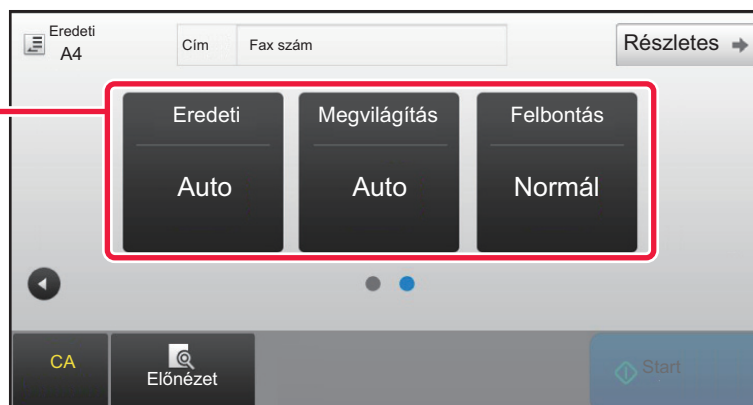 Eredeti
A4
Cím
Fax szám
Részletes
Eredeti
Megvilágítás
Felbontás
Auto
Auto
Normál
CA
Előnézet
Start